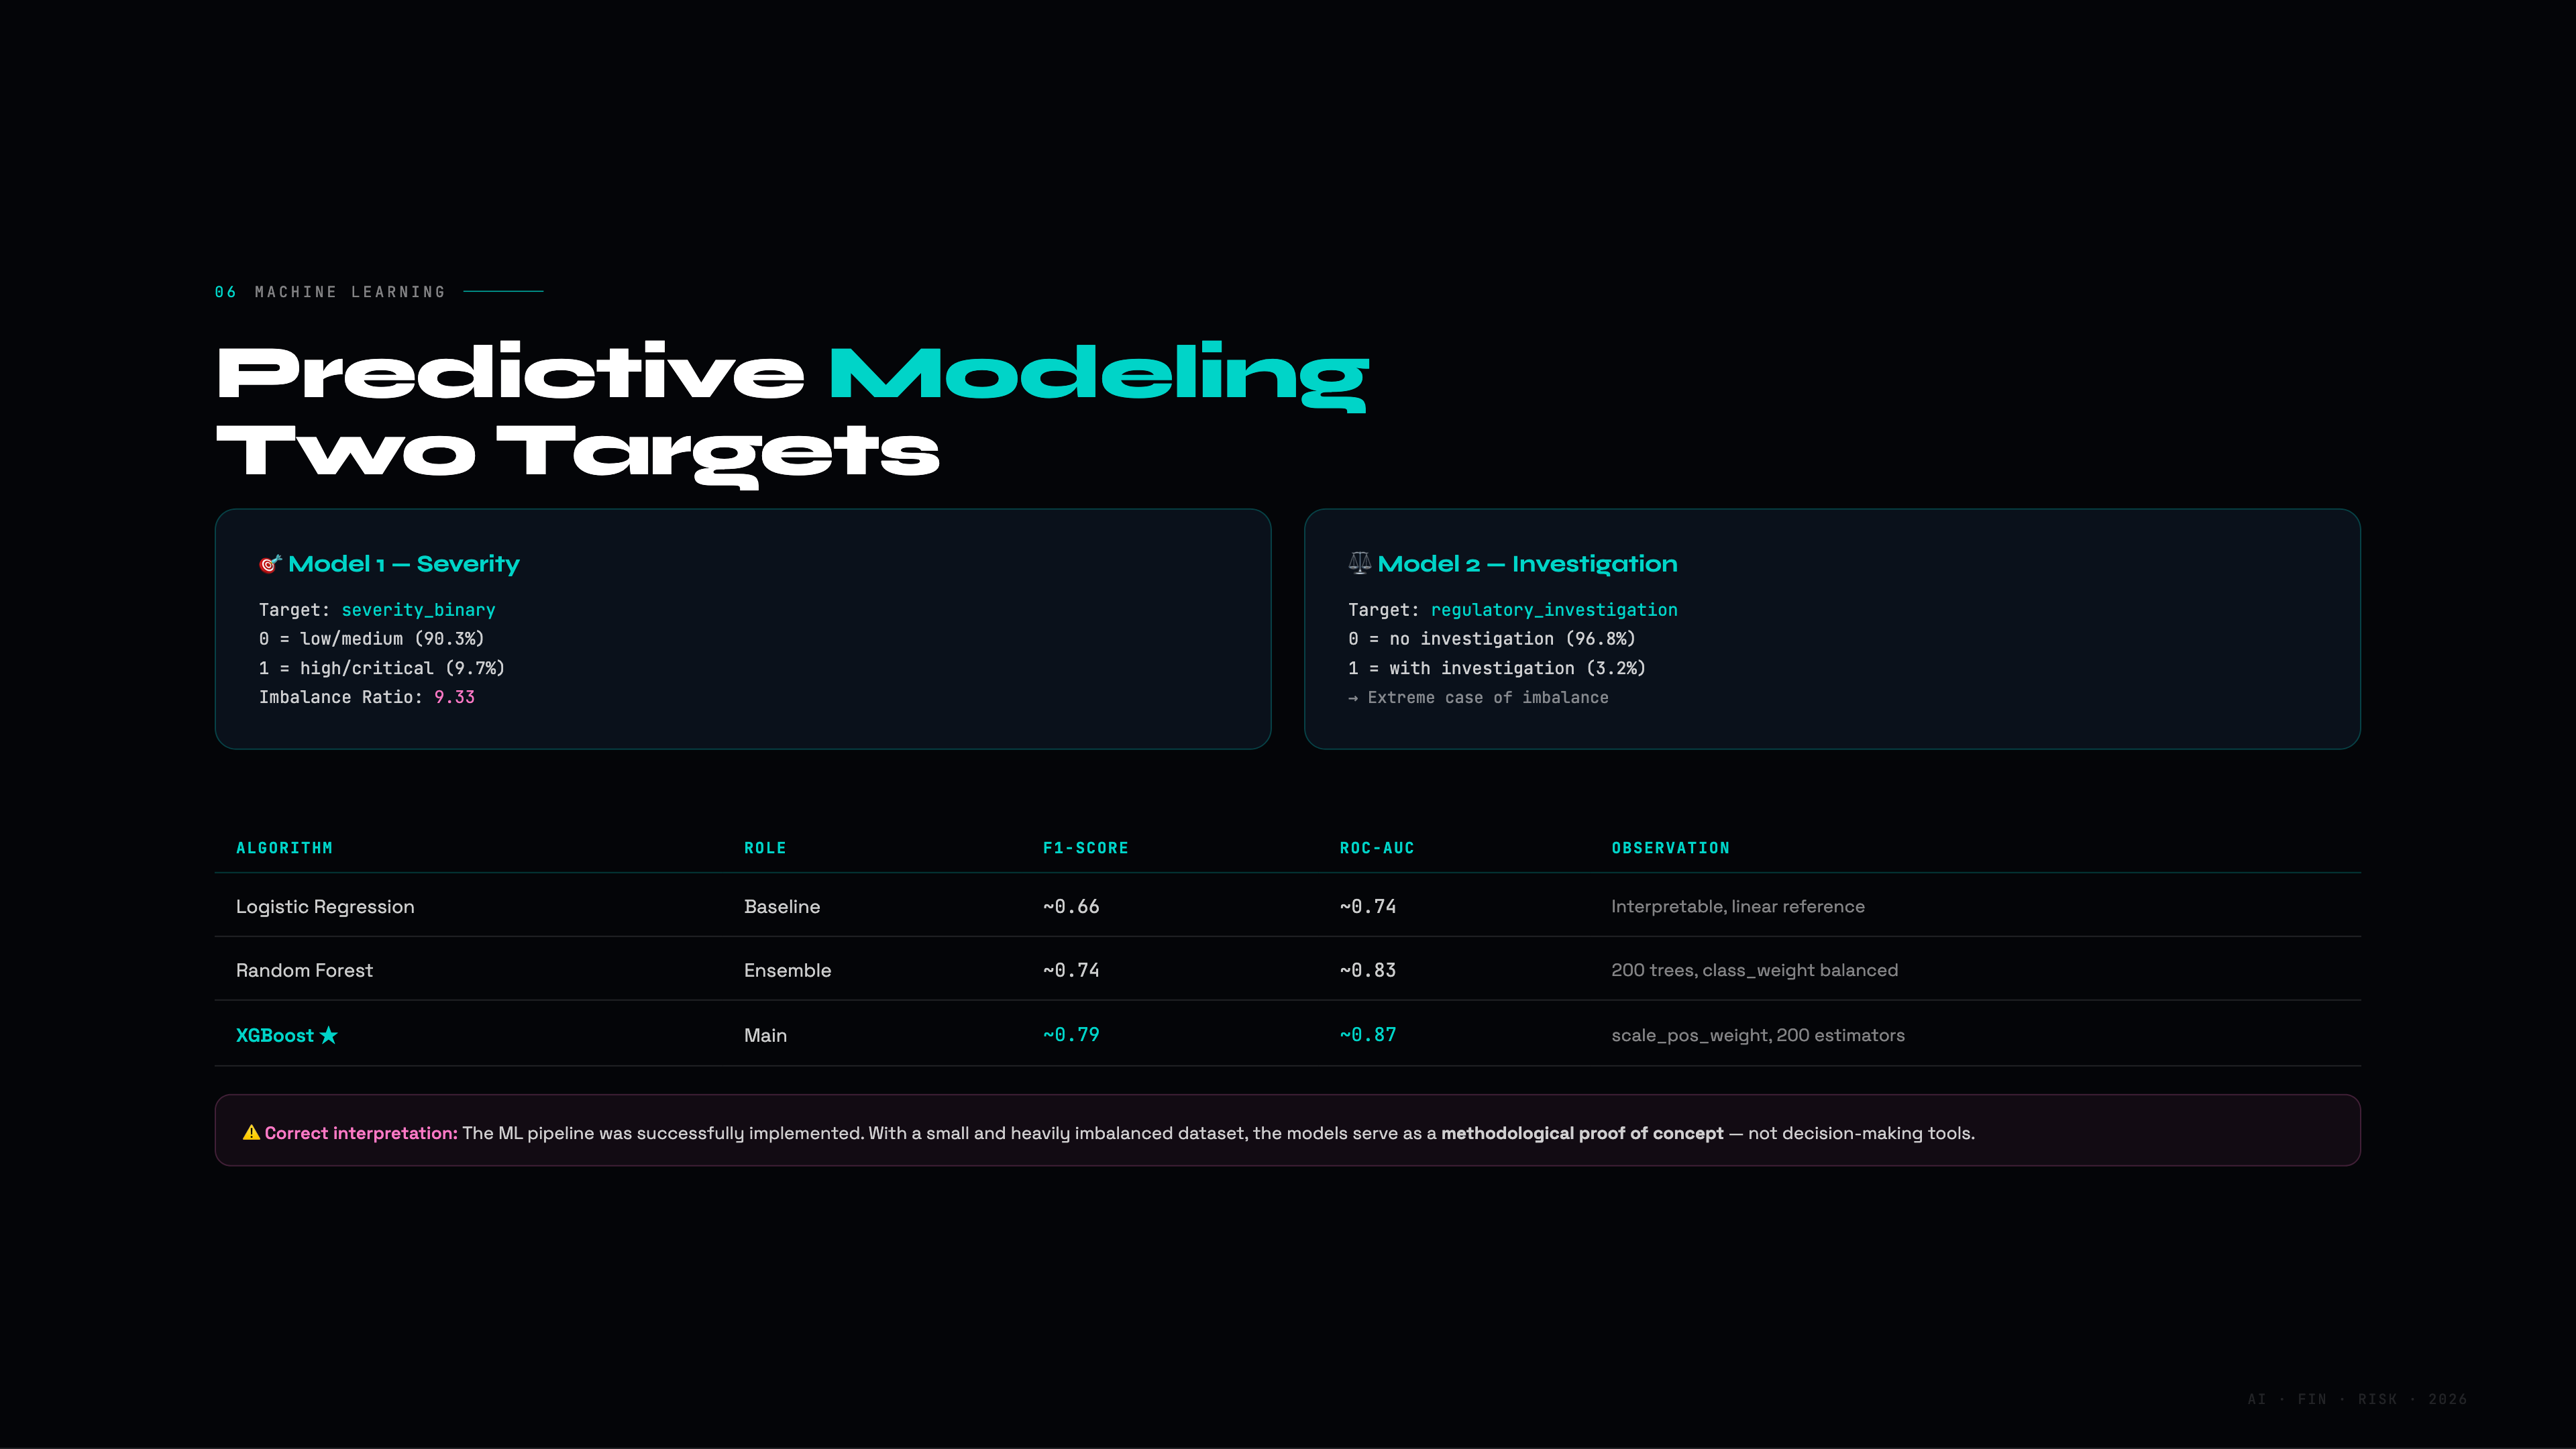 06 MACHINE LEARNING
Predictive Modeling
Two Targets
🎯 Model 1 — Severity
Target: severity_binary
0 = low/medium (90.3%)
1 = high/critical (9.7%)
Imbalance Ratio: 9.33
⚖️ Model 2 — Investigation
Target: regulatory_investigation
0 = no investigation (96.8%)
1 = with investigation (3.2%)
→ Extreme case of imbalance
ALGORITHM ROLE F1-SCORE ROC-AUC OBSERVATION
Logistic Regression Baseline ~0.66 ~0.74 Interpretable, linear reference
Random Forest Ensemble ~0.74 ~0.83 200 trees, class_weight balanced
XGBoost ★ Main ~0.79 ~0.87 scale_pos_weight, 200 estimators
⚠️ Correct interpretation: The ML pipeline was successfully implemented. With a small and heavily imbalanced dataset, the models serve as a methodological proof of concept — not decision-making tools.
AI · FIN · RISK · 2026